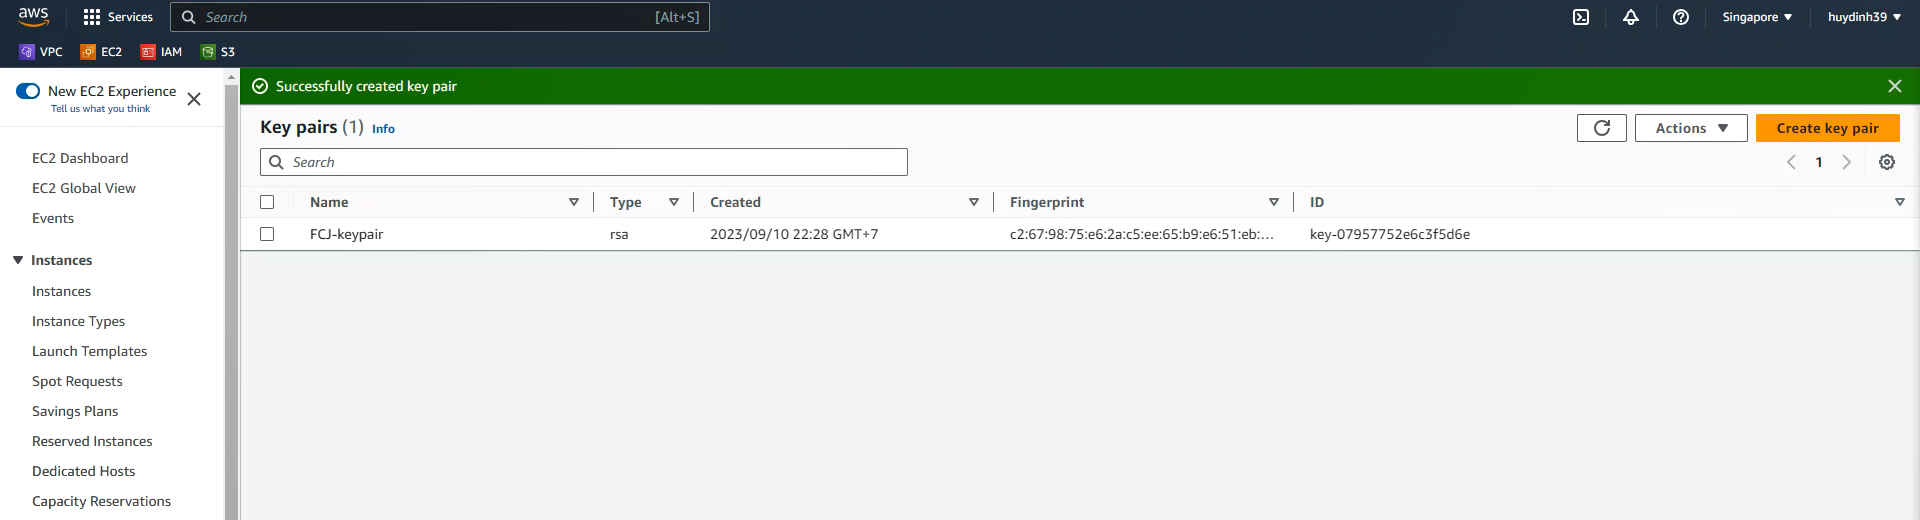 aws Services Search [Alt+S] Singapore huydinh39
VPC EC2 IAM S3
New EC2 Experience
Tell us what you think
EC2 Dashboard
EC2 Global View
Events
Instances
Instances
Instance Types
Launch Templates
Spot Requests
Savings Plans
Reserved Instances
Dedicated Hosts
Capacity Reservations
Successfully created key pair
Key pairs (1) Info Actions Create key pair
Search 1
Name Type Created Fingerprint ID
FCJ-keypair rsa 2023/09/10 22:28 GMT+7 c2:67:98:75:e6:2a:c5:ee:65:b9:e6:51:eb:... key-07957752e6c3f5d6e